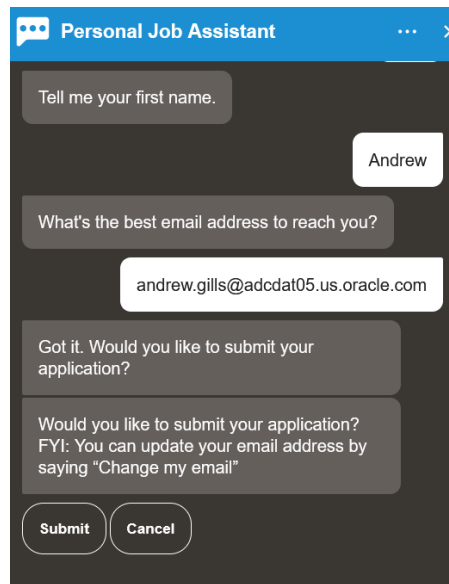 Personal Job Assistant
Tell me your first name.
Andrew
What's the best email address to reach you?
andrew.gills@adcdat05.us.oracle.com
Got it. Would you like to submit your
application?
Would you like to submit your application?
FYI: You can update your email address by
saying “Change my email”
Submit Cancel